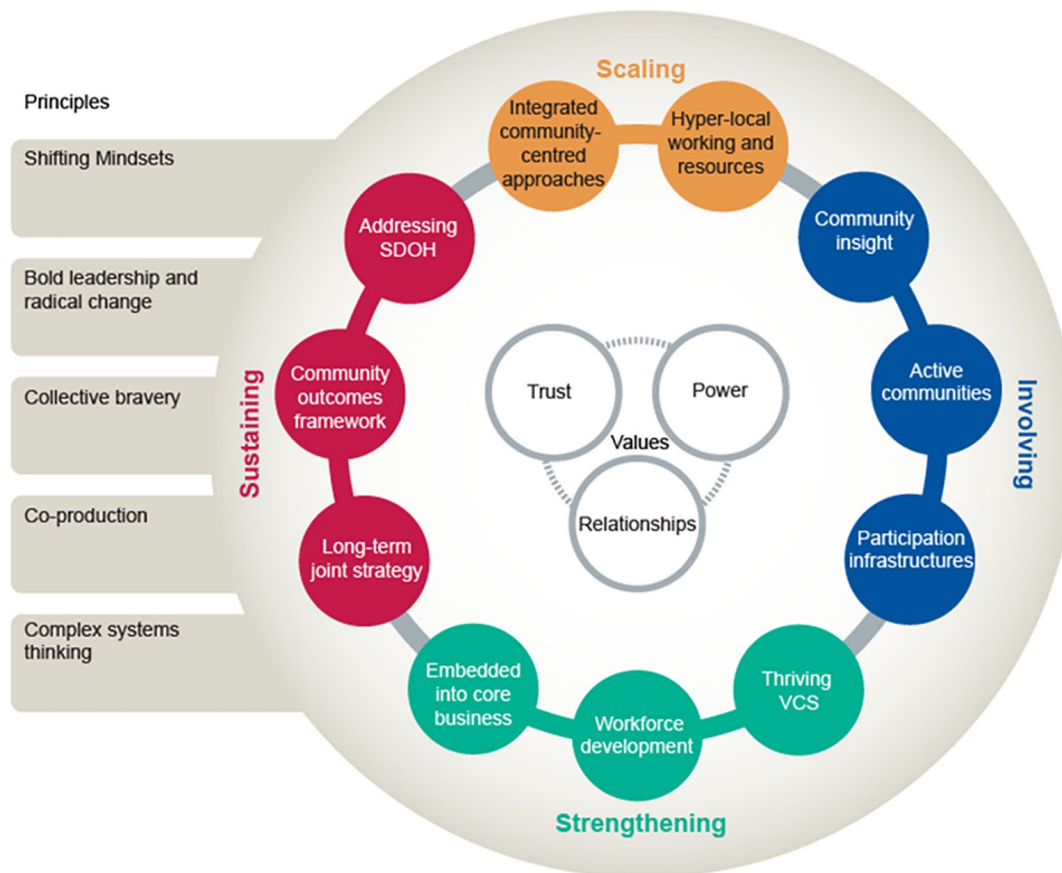 Principles
Shifting Mindsets
Bold leadership and
radical change
Collective bravery
Co-production
Complex systems
thinking
Scaling
Integrated
community-
centred
approaches
Hyper-local
working and
resources
Involving
Community
insight
Active
communities
Participation
infrastructures
Strengthening
Thriving
VCS
Workforce
development
Embedded
into core
business
Sustaining
Long-term
joint strategy
Community
outcomes
framework
Addressing
SDOH
Trust
Power
Values
Relationships